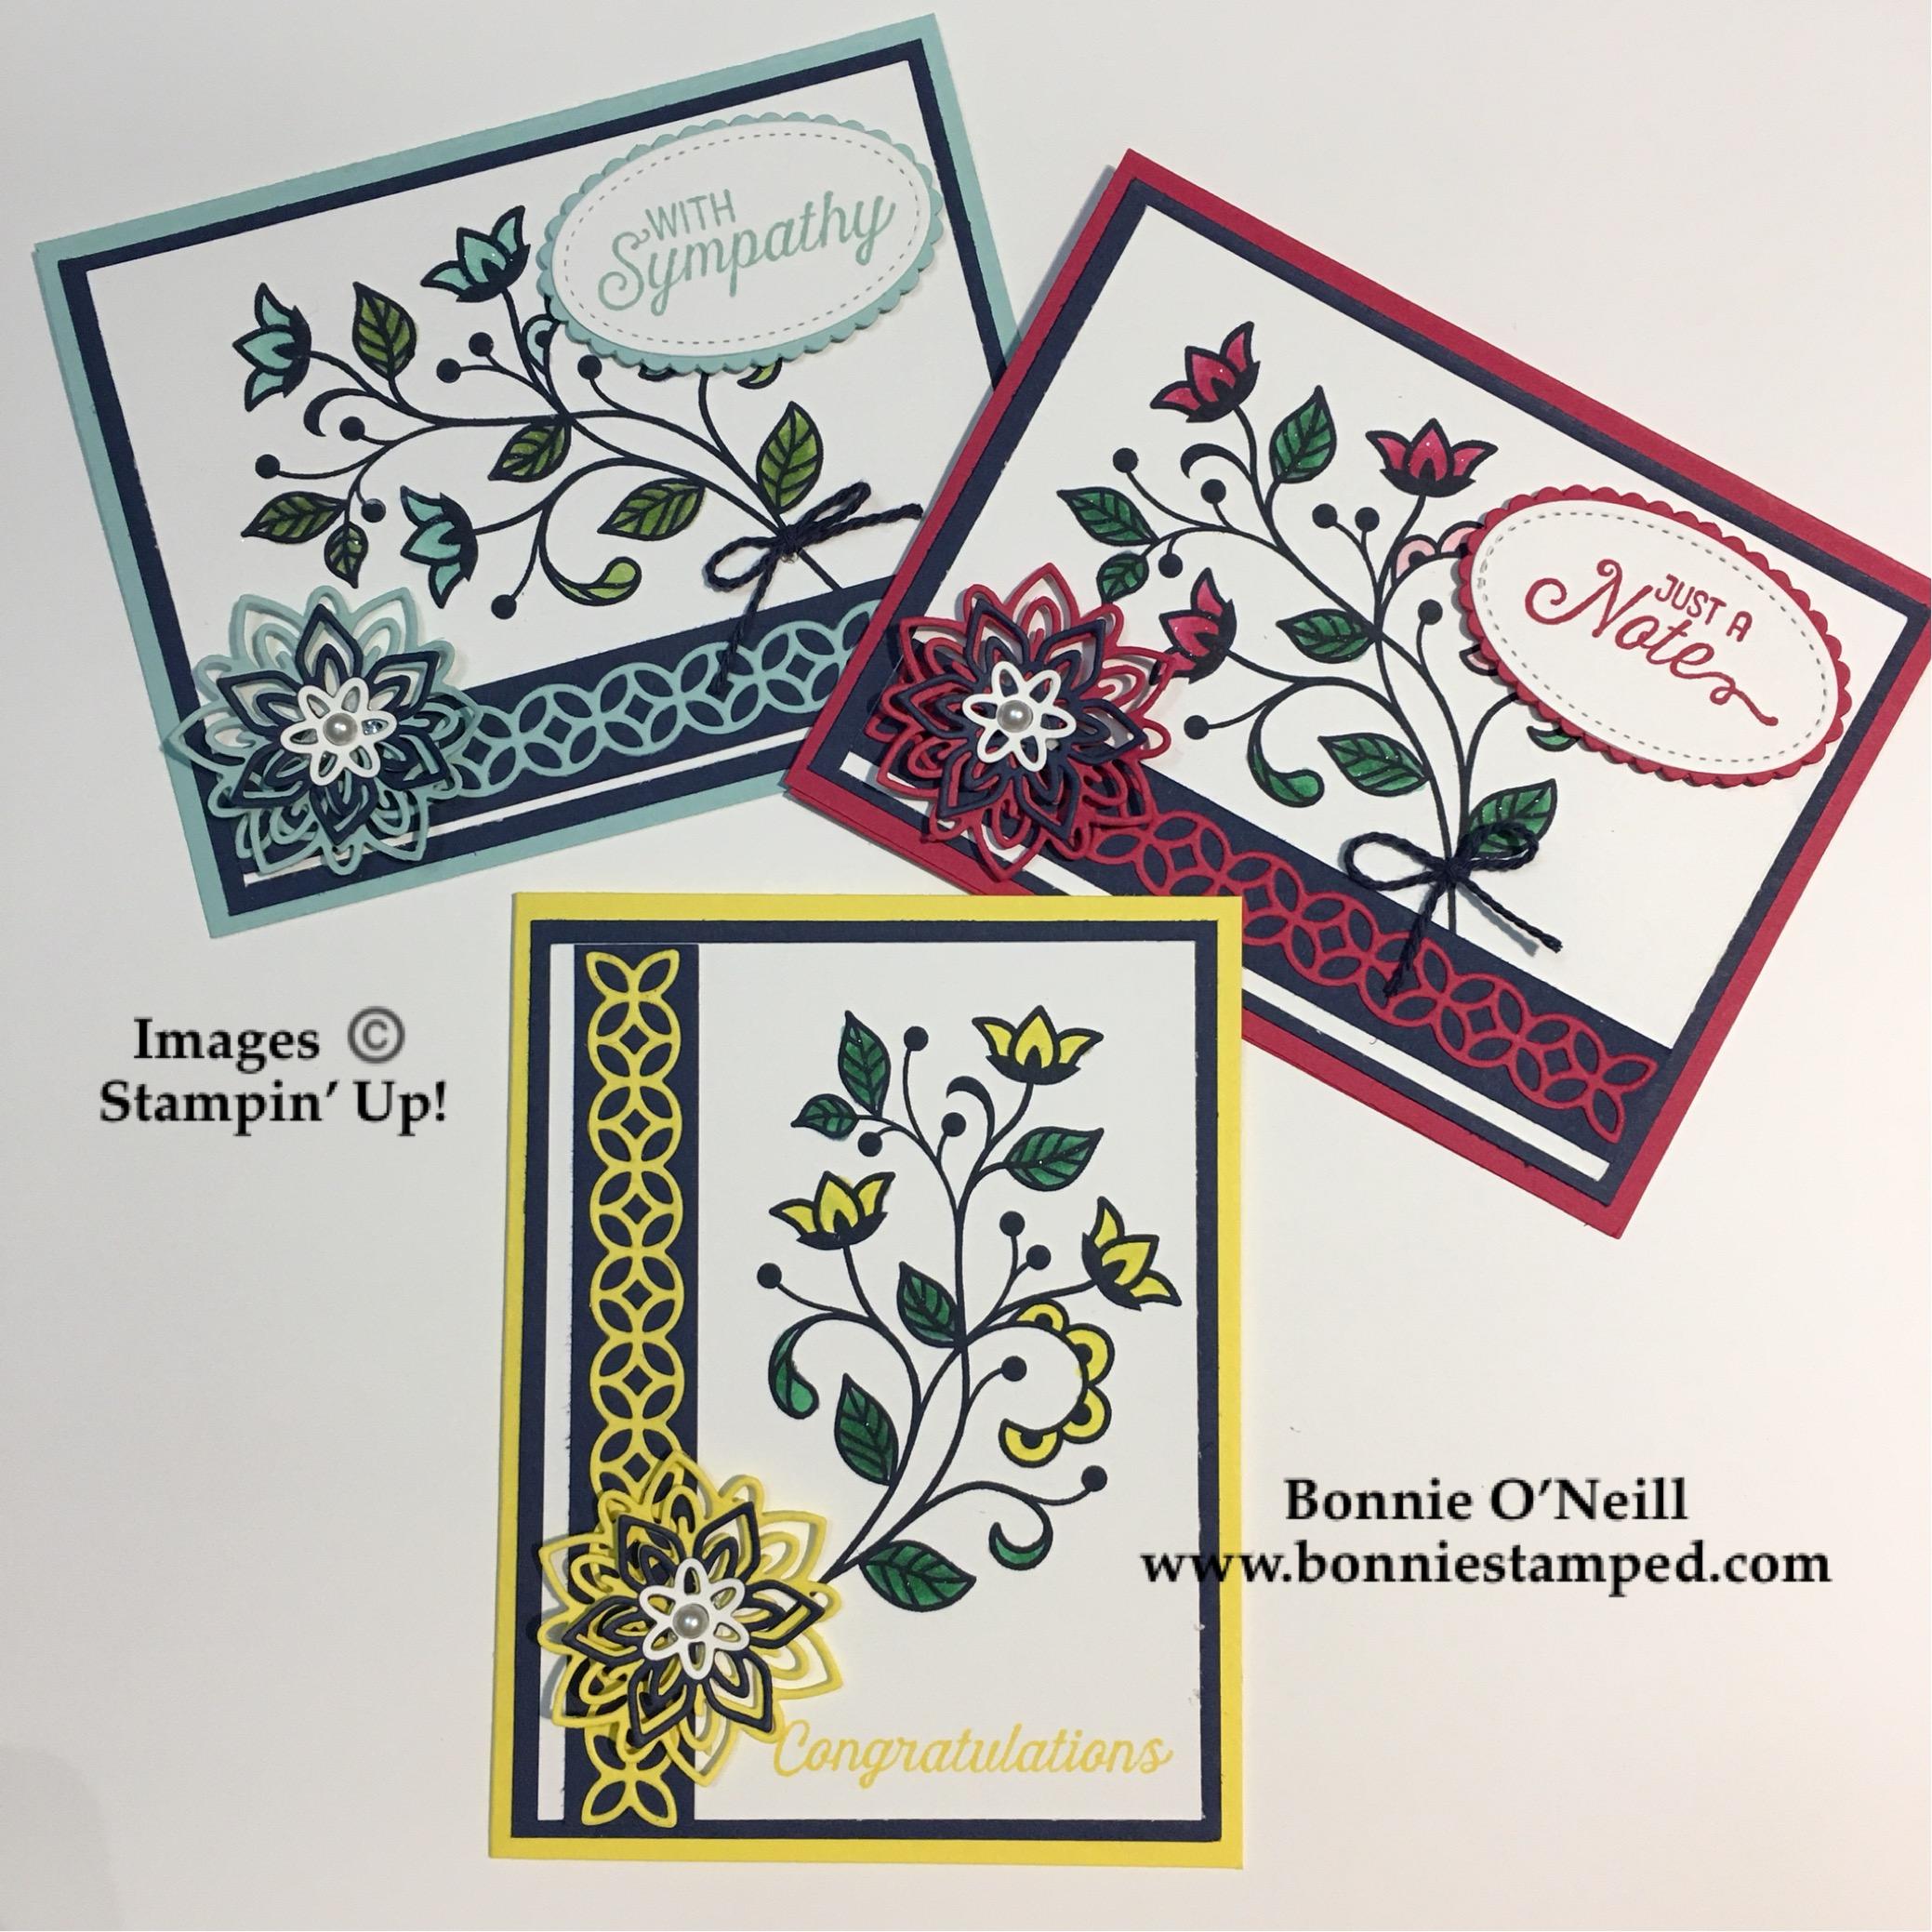 WITH
Sympathy
JUST A
Note
Images ©
Stampin' Up!
Bonnie O'Neill
www.bonniestamped.com
Congratulations